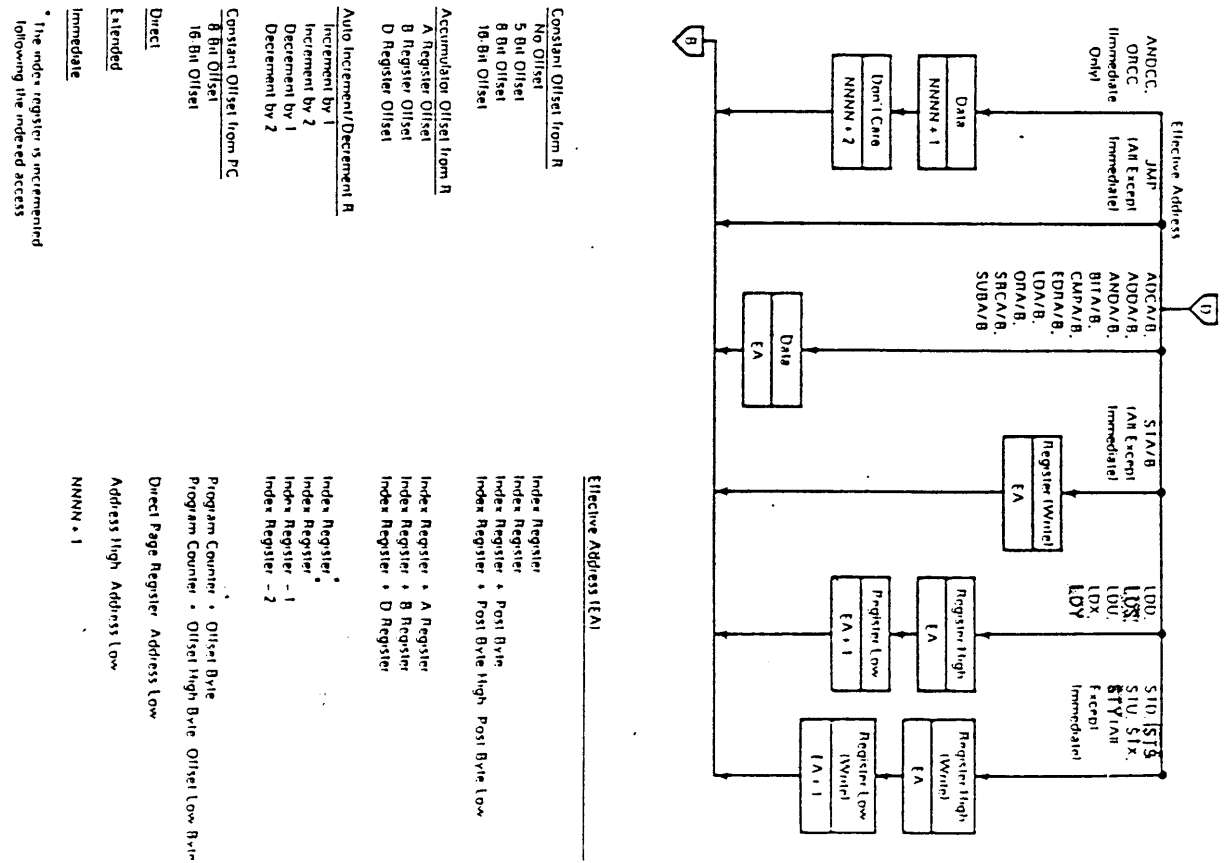 Effective Address
D
ANDCC,
ORCC
(Immediate
Only)
Data
NNNN + 1
Don't Care
NNNN + 2
JMP
(All Except
Immediate)
ADCA/B,
ADDA/B,
ANDA/B,
BITA/B,
CMPA/B,
EORA/B,
LDA/B,
ORA/B,
SBCA/B,
SUBA/B
Data
EA
STA/B
(All Except
Immediate)
Register (Write)
EA
LDD,
LDS,
LDU,
LDX,
LDY
Register High
EA
Register Low
EA + 1
STD, (STS
STU, STX,
STY (All
Except
Immediate)
Register High
(Write)
EA
Register Low
(Write)
EA + 1
B
Effective Address (EA)
Constant Offset from R
No Offset
Index Register
5 Bit Offset
Index Register
8 Bit Offset
Index Register + Post Byte
16-Bit Offset
Index Register + Post Byte High Post Byte Low
Accumulator Offset from R
A Register Offset
Index Register + A Register
B Register Offset
Index Register + B Register
D Register Offset
Index Register + D Register
Auto Increment/Decrement R
Increment by 1
Index Register*
Increment by 2
Index Register*
Decrement by 1
Index Register - 1
Decrement by 2
Index Register - 2
Constant Offset from PC
8 Bit Offset
Program Counter + Offset Byte
16-Bit Offset
Program Counter + Offset High Byte Offset Low Byte
Direct
Direct Page Register Address Low
Extended
Address High Address Low
Immediate
NNNN + 1
* The index register is incremented
following the indexed access